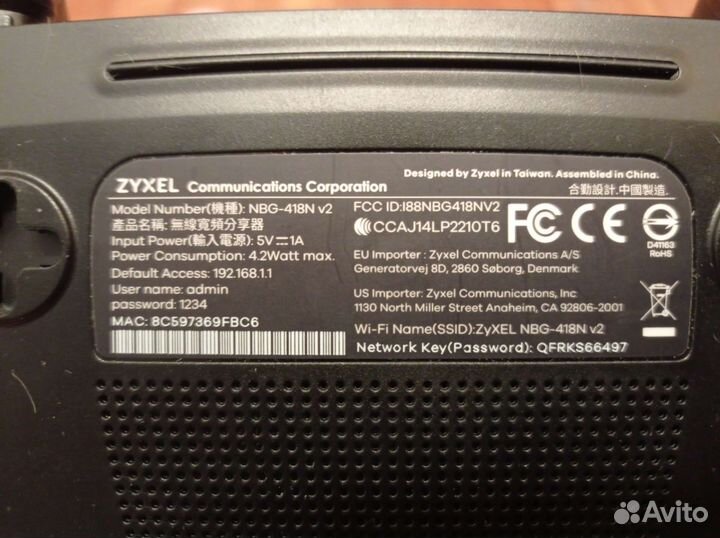 Designed by Zyxel in Taiwan. Assembled in China.
ZYXEL Communications Corporation
合勤設計.中國製造.
Model Number(機種): NBG-418N v2
產品名稱: 無線寬頻分享器
Input Power(輸入電源): 5V⎓1A
Power Consumption: 4.2Watt max.
Default Access: 192.168.1.1
User name: admin
password: 1234
MAC: 8C597369FBC6
FCC ID:I88NBG418NV2
CCAJ14LP2210T6
FC CE
D41163
RoHS
EU Importer : Zyxel Communications A/S
Generatorvej 8D, 2860 Søborg, Denmark
US Importer: Zyxel Communications, Inc
1130 North Miller Street Anaheim, CA 92806-2001
Wi-Fi Name(SSID):ZyXEL NBG-418N v2
Network Key(Password): QFRKS66497
Avito